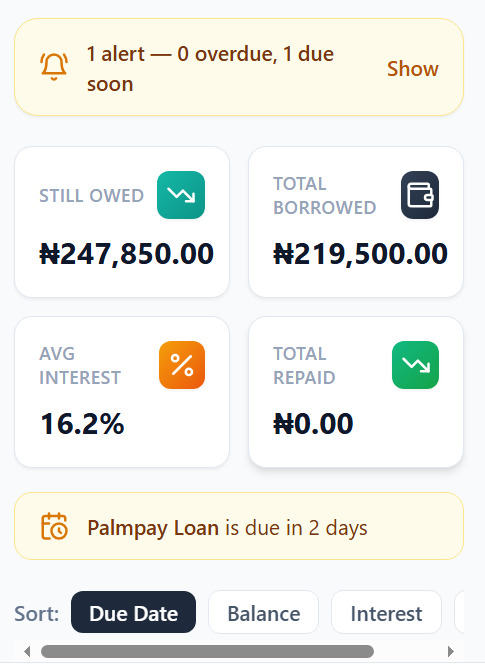 1 alert — 0 overdue, 1 due
soon
Show
STILL OWED
₦247,850.00
TOTAL
BORROWED
₦219,500.00
AVG
INTEREST
16.2%
TOTAL
REPAID
₦0.00
Palmpay Loan is due in 2 days
Sort:
Due Date
Balance
Interest